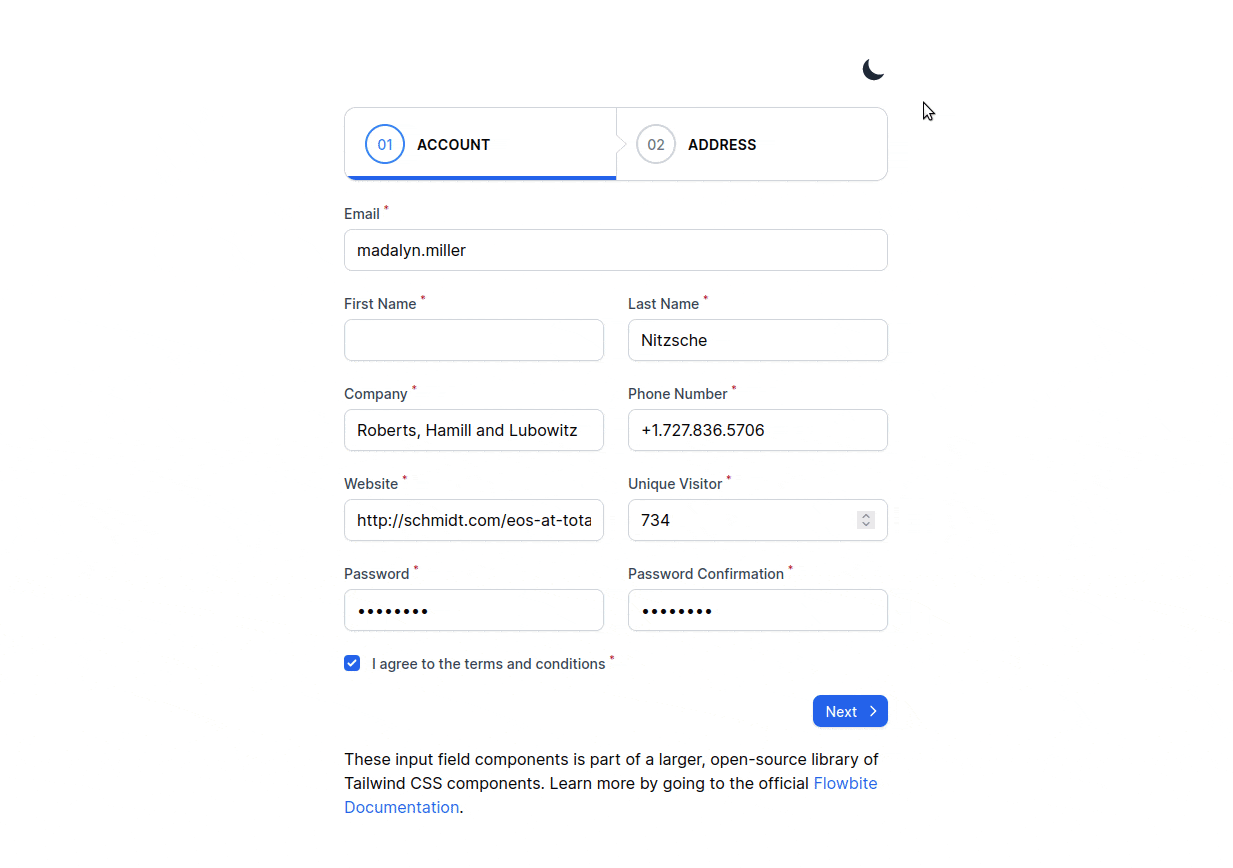 01 ACCOUNT 02 ADDRESS
Email *
madalyn.miller
First Name * Last Name *
Nitzsche
Company * Phone Number *
Roberts, Hamill and Lubowitz +1.727.836.5706
Website * Unique Visitor *
http://schmidt.com/eos-at-tota 734
Password * Password Confirmation *
•••••••• ••••••••
I agree to the terms and conditions *
Next
These input field components is part of a larger, open-source library of
Tailwind CSS components. Learn more by going to the official Flowbite
Documentation.